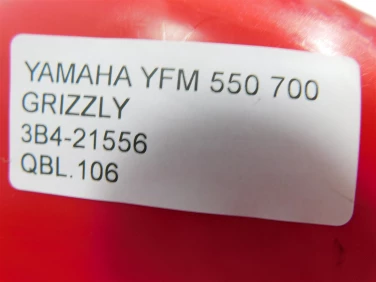 YAMAHA YFM 550 700
GRIZZLY
3B4-21556
QBL.106